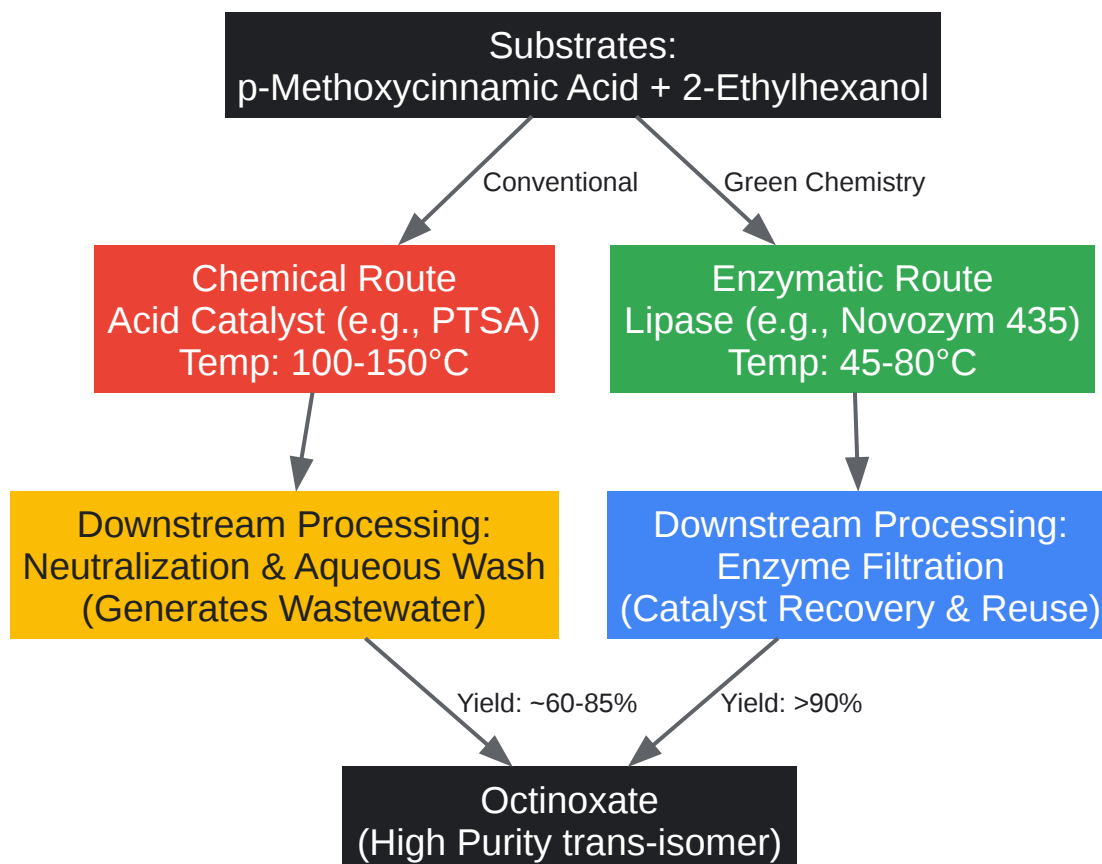 Substrates:
p-Methoxycinnamic Acid + 2-Ethylhexanol
Conventional
Green Chemistry
Chemical Route
Acid Catalyst (e.g., PTSA)
Temp: 100-150°C
Enzymatic Route
Lipase (e.g., Novozym 435)
Temp: 45-80°C
Downstream Processing:
Neutralization & Aqueous Wash
(Generates Wastewater)
Downstream Processing:
Enzyme Filtration
(Catalyst Recovery & Reuse)
Yield: ~60-85%
Yield: >90%
Octinoxate
(High Purity trans-isomer)